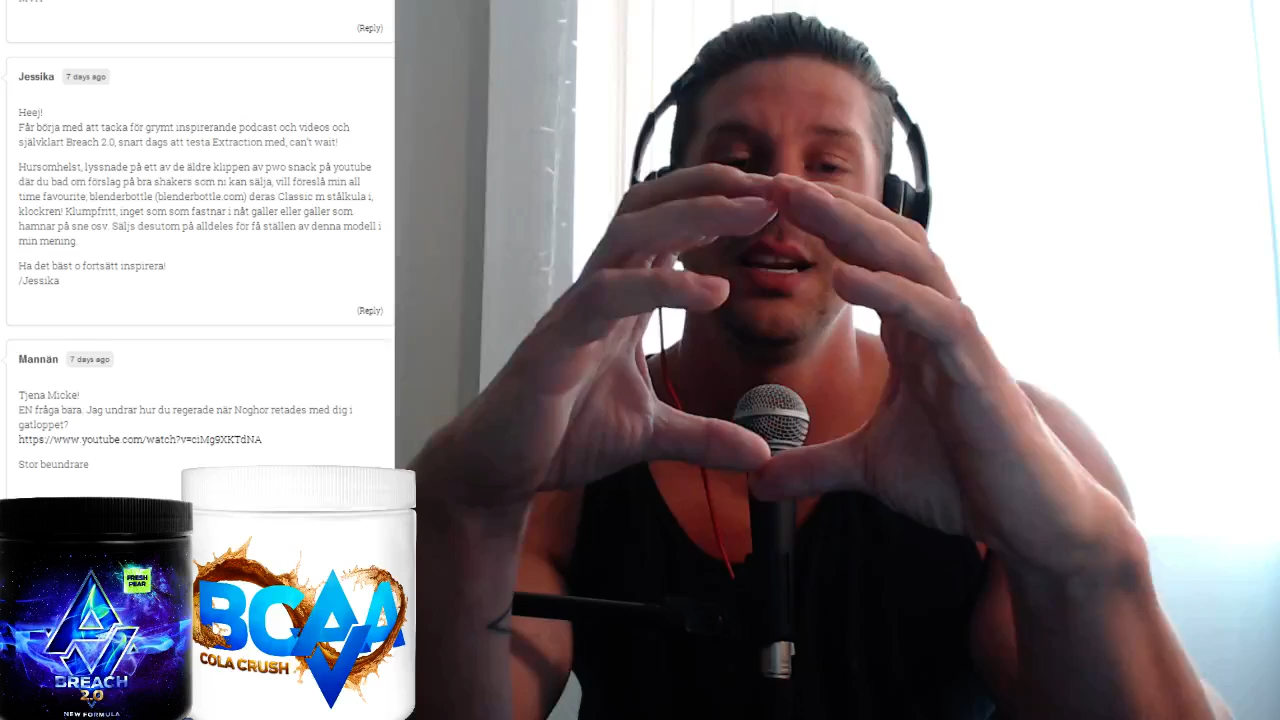 (Reply)
Jessika 7 days ago
Heej!
Får börja med att tacka för grymt inspirerande podcast och videos och
självklart Breach 2.0, snart dags att testa Extraction med, can't wait!
Hursomhelst, lyssnade på ett av de äldre klippen av pwo snack på youtube
där du bad om förslag på bra shakers som ni kan sälja, vill föreslå min all
time favourite, blenderbottle (blenderbottle.com) deras Classic m stålkula i,
klockren! Klumpfritt, inget som som fastnar i nåt galler eller galler som
hamnar på sne osv. Säljs desutom på alldeles för få ställen av denna modell i
min mening.
Ha det bäst o fortsätt inspirera!
/Jessika
(Reply)
Mannän 7 days ago
Tjena Micke!
EN fråga bara. Jag undrar hur du regerade när Noghor retades med dig i
gatloppet?
https://www.youtube.com/watch?v=ciMg9XKTdNA
Stor beundrare
FRESH
PEAR
BREACH
2.0
NEW FORMULA
BCAA
COLA CRUSH